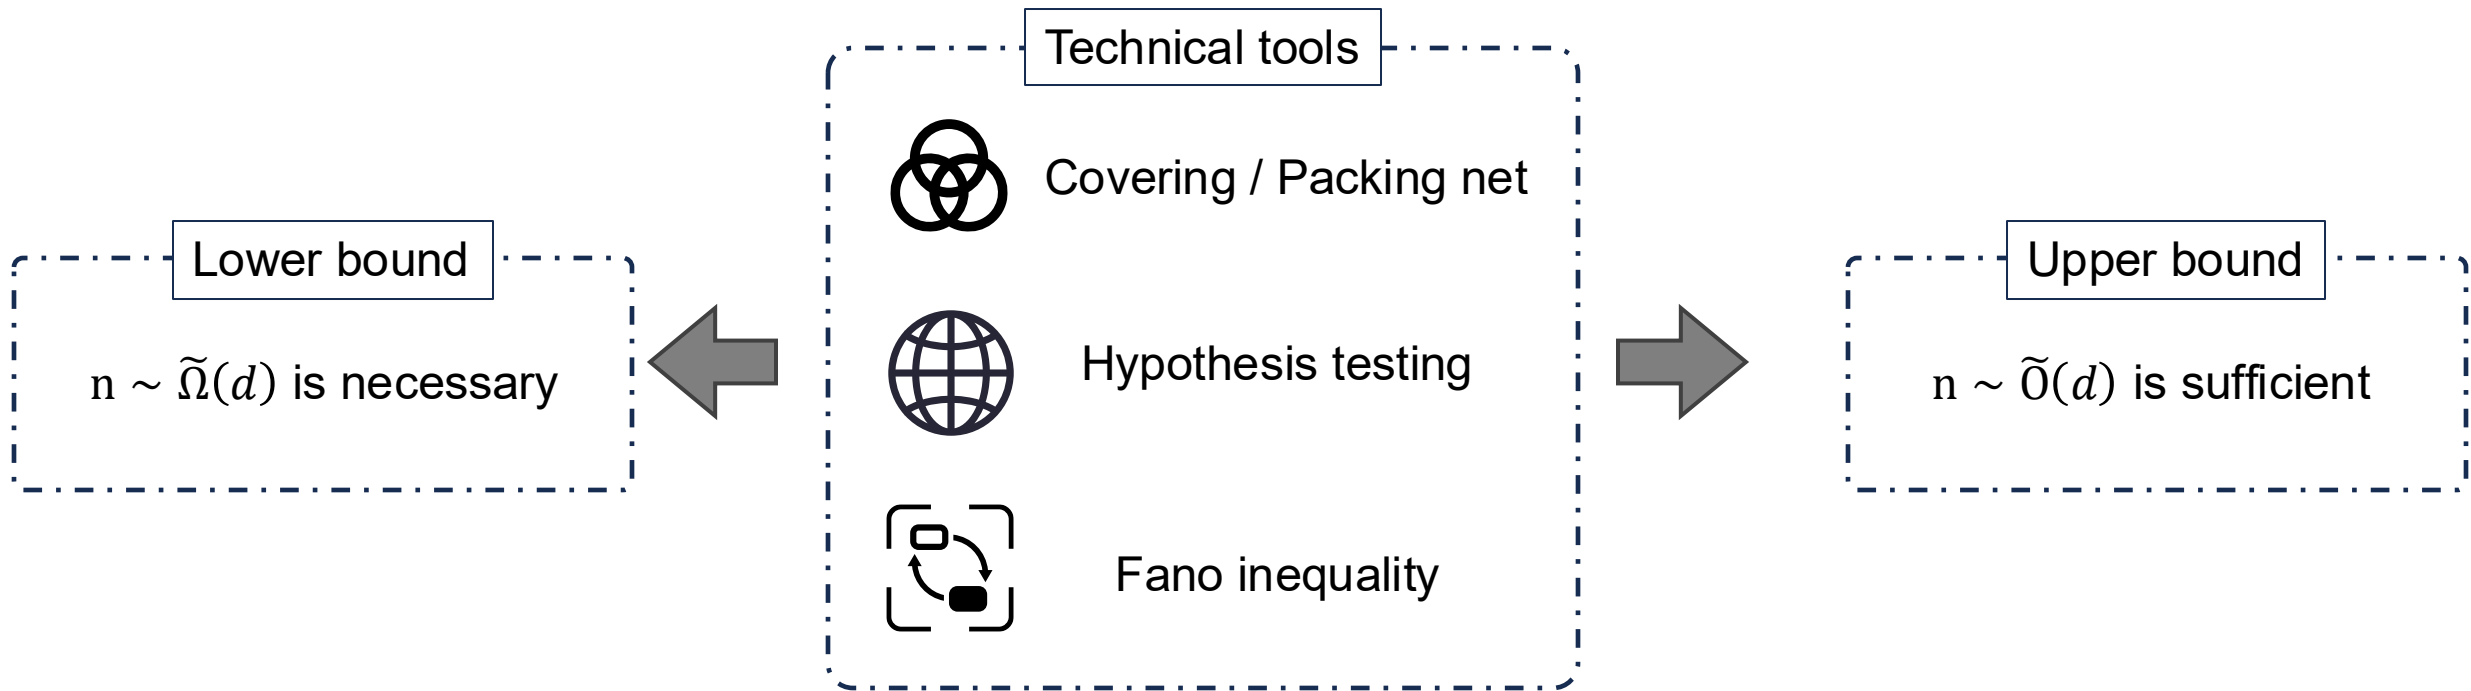 Technical tools
Covering / Packing net
Lower bound
Upper bound
Hypothesis testing
n ~ Ω̃(d) is necessary
n ~ Õ(d) is sufficient
Fano inequality